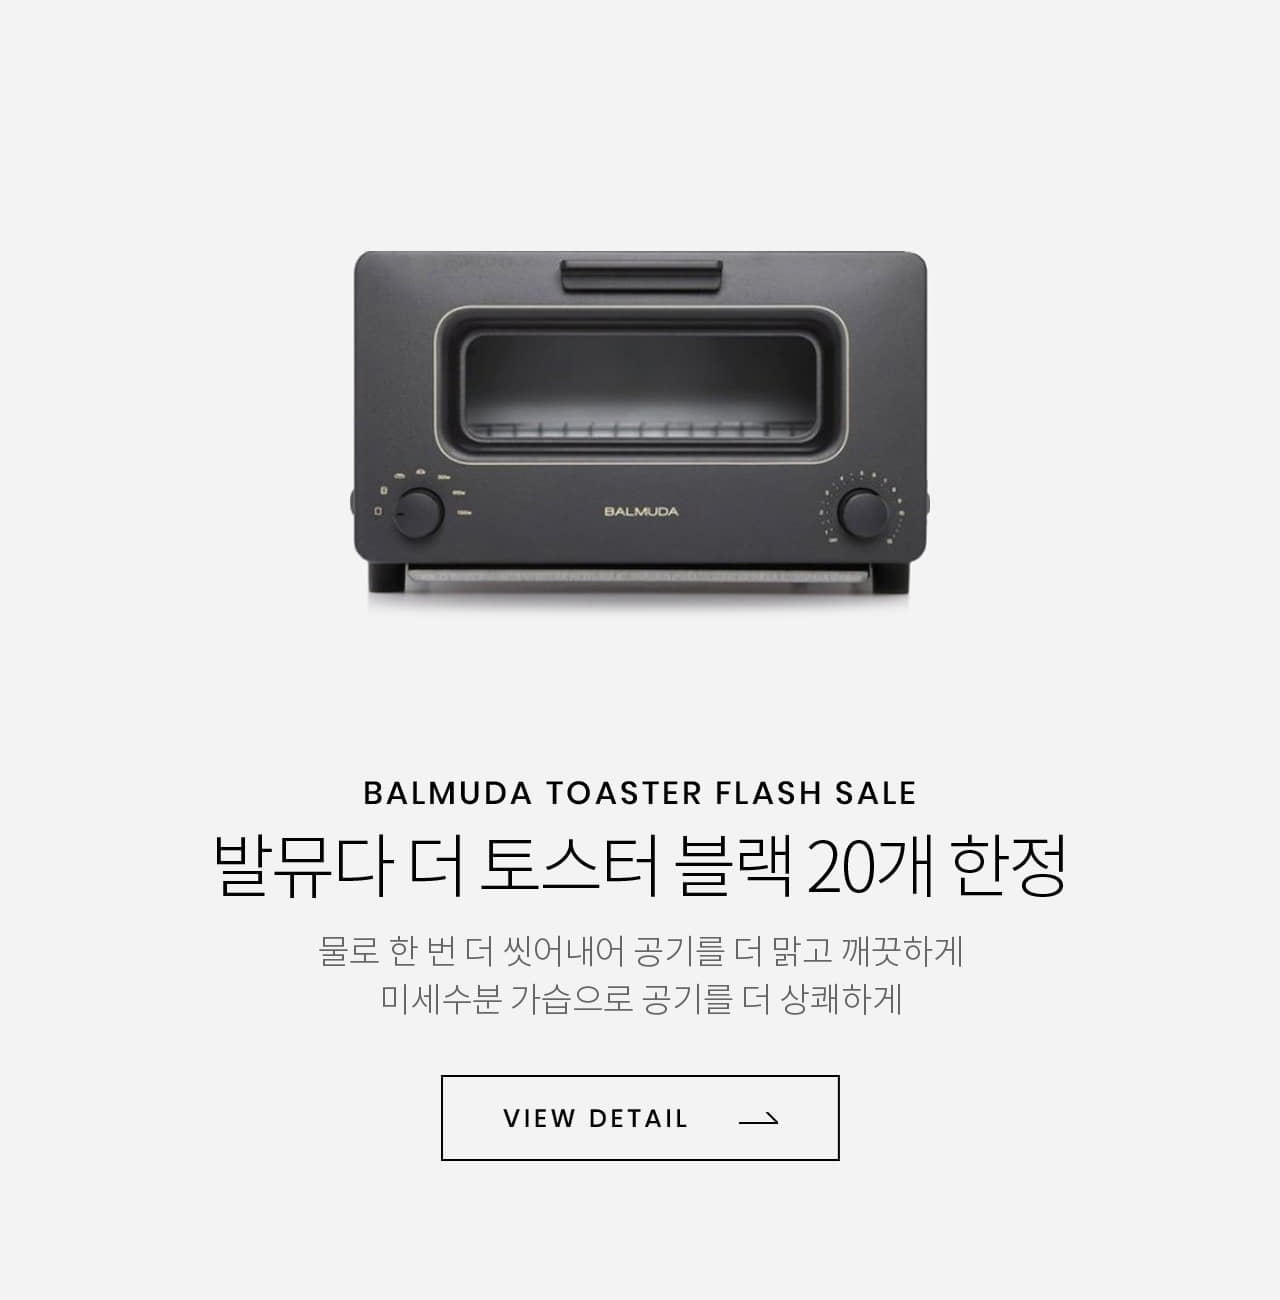 BALMUDA
BALMUDA TOASTER FLASH SALE
발뮤다 더 토스터 블랙 20개 한정
물로 한 번 더 씻어내어 공기를 더 맑고 깨끗하게
미세수분 가습으로 공기를 더 상쾌하게
VIEW DETAIL